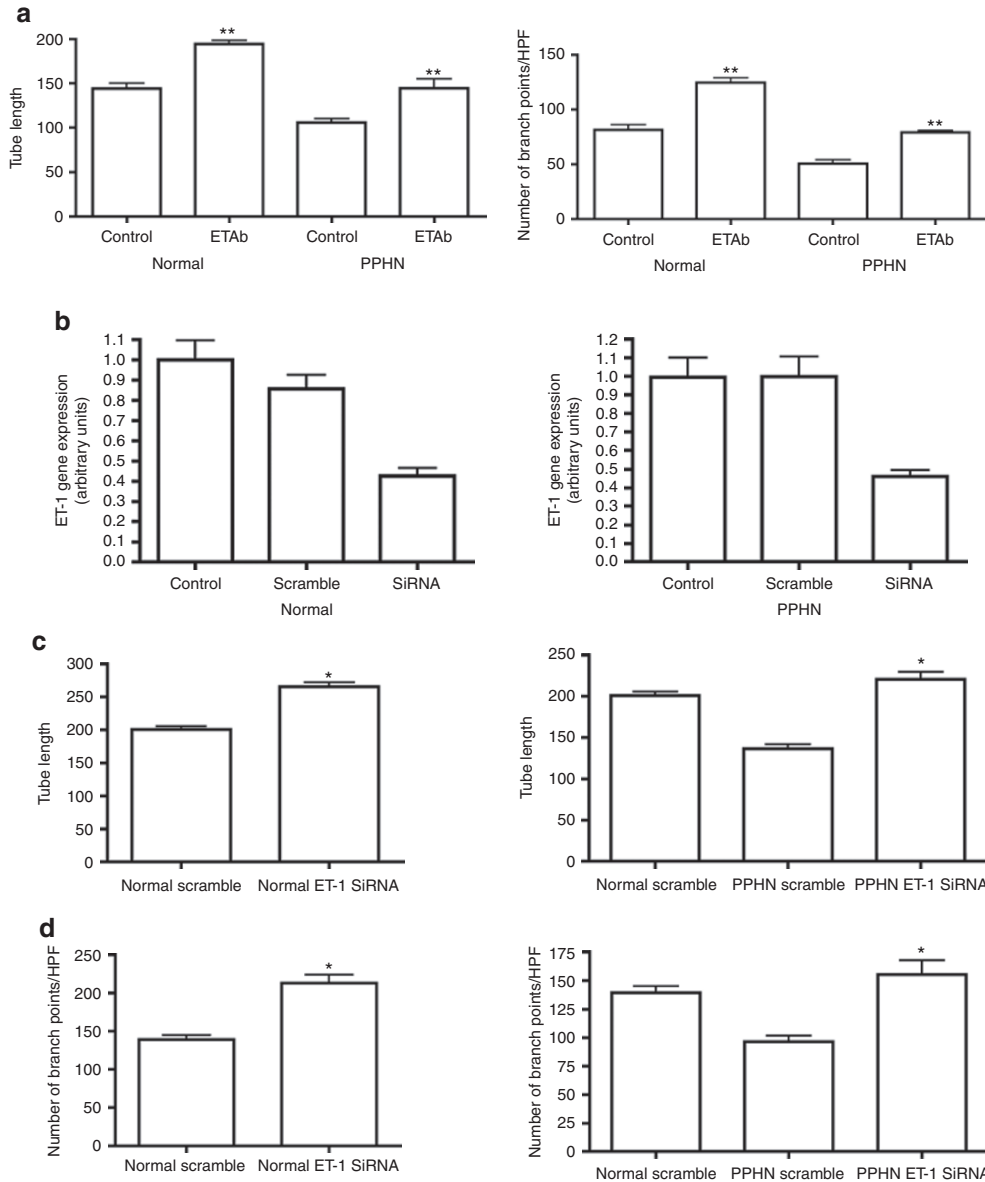 a
Tube length
200
150
100
50
0
**
**
Control ETAb Control ETAb
Normal PPHN
Number of branch points/HPF
150
100
50
0
**
**
Control ETAb Control ETAb
Normal PPHN
b
ET-1 gene expression
(arbitrary units)
1.1
1.0
0.9
0.8
0.7
0.6
0.5
0.4
0.3
0.2
0.1
0.0
Control Scramble SiRNA
Normal
ET-1 gene expression
(arbitrary units)
1.2
1.1
1.0
0.9
0.8
0.7
0.6
0.5
0.4
0.3
0.2
0.1
0.0
Control Scramble SiRNA
PPHN
c
Tube length
300
250
200
150
100
50
0
*
Normal scramble Normal ET-1 SiRNA
Tube length
250
200
150
100
50
0
*
Normal scramble PPHN scramble PPHN ET-1 SiRNA
d
Number of branch points/HPF
250
200
150
100
50
0
*
Normal scramble Normal ET-1 SiRNA
Number of branch points/HPF
175
150
125
100
75
50
25
0
*
Normal scramble PPHN scramble PPHN ET-1 SiRNA